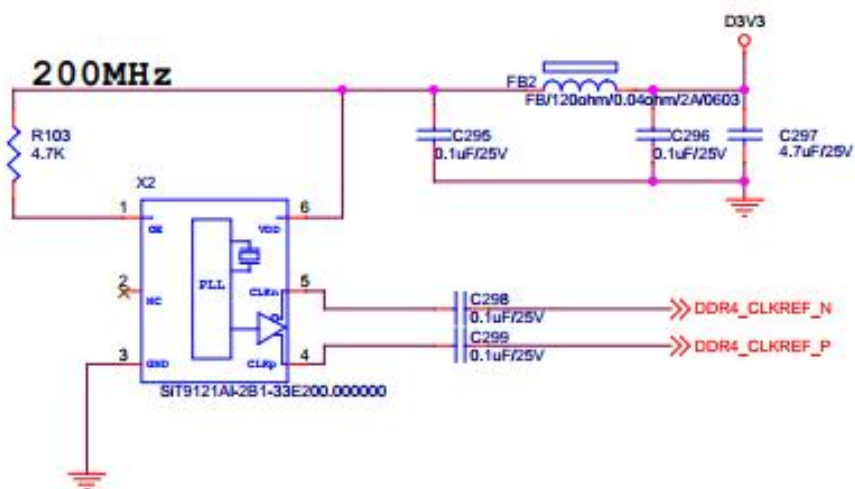 D3V3
200MHz
FB2
FB/120ohm/0.04ohm/2A/0603
R103
4.7K
C295
0.1uF/25V
C296
0.1uF/25V
C297
4.7uF/25V
X2
1
6
OE
VDD
PLL
2
NC
CLKn
5
C298
0.1uF/25V
DDR4_CLKREF_N
C299
0.1uF/25V
DDR4_CLKREF_P
3
GND
CLKp
4
SiT9121AI-2B1-33E200.000000